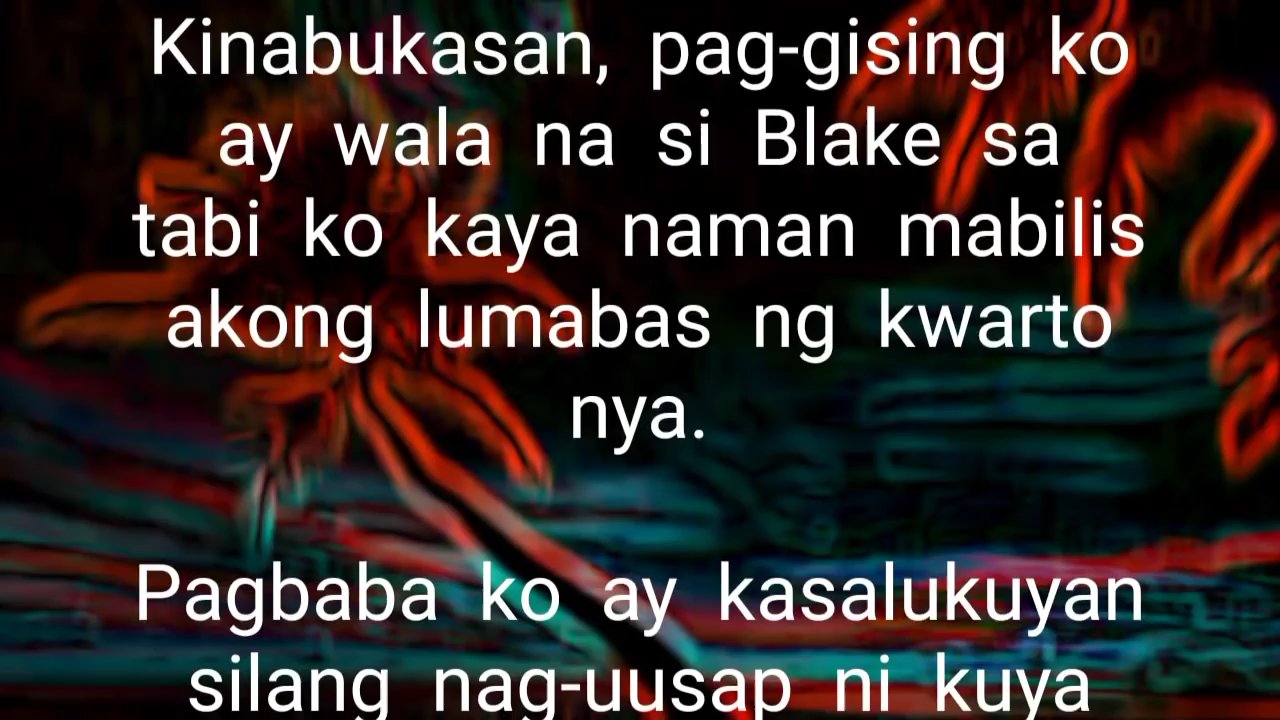 Kinabukasan, pag-gising ko
ay wala na si Blake sa
tabi ko kaya naman mabilis
akong lumabas ng kwarto
nya.
Pagbaba ko ay kasalukuyan
silang nag-uusap ni kuya